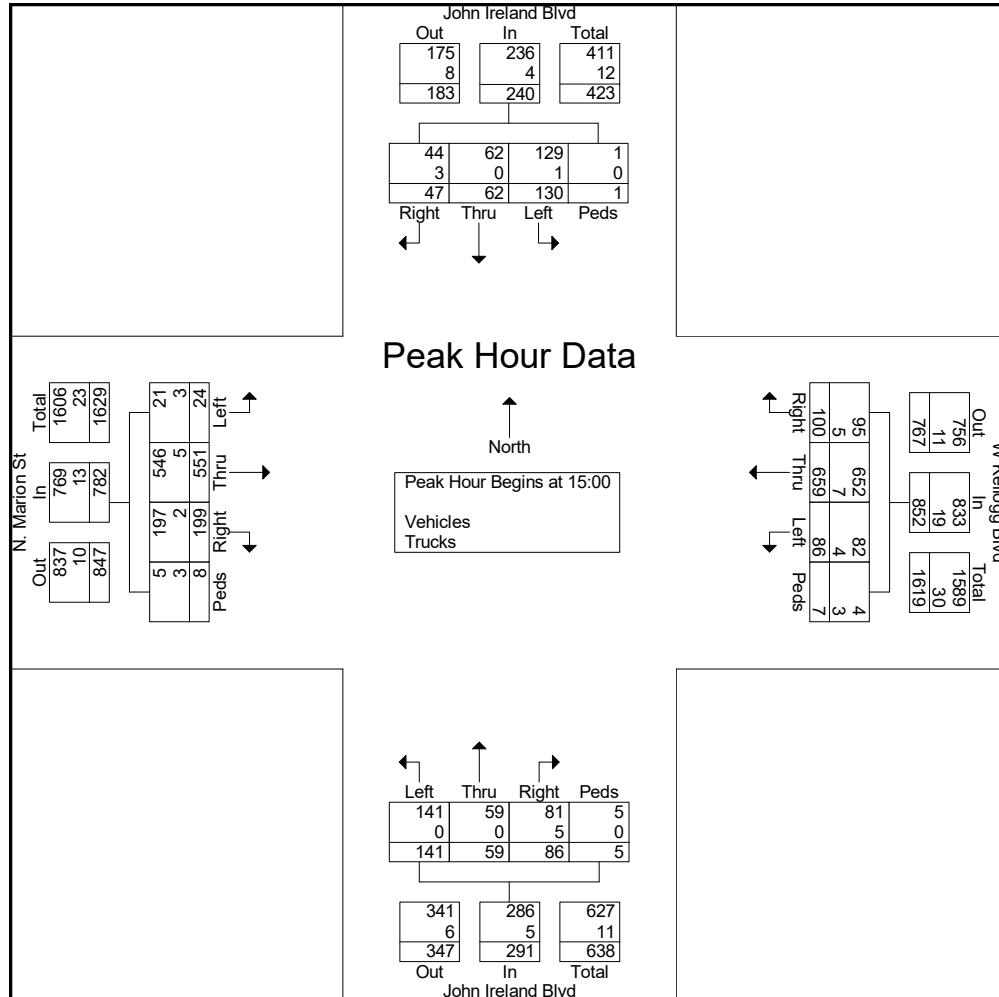 John Ireland Blvd
Out In Total
175 236 411
8 4 12
183 240 423
44 62 129 1
3 0 1 0
47 62 130 1
Right Thru Left Peds
Peak Hour Data
North
Peak Hour Begins at 15:00
Vehicles
Trucks
N. Marion St
Total In Out
1606 769 837
23 13 10
1629 782 847
21 546 197 5
3 5 2 3
24 551 199 8
Left Thru Right Peds
Right Thru Left Peds
100 659 86 7
5 7 4 3
95 652 82 4
767 852 1619
11 19 30
756 833 1589
Out In Total
W Kellogg Blvd
Left Thru Right Peds
141 59 81 5
0 0 5 0
141 59 86 5
341 286 627
6 5 11
347 291 638
Out In Total
John Ireland Blvd